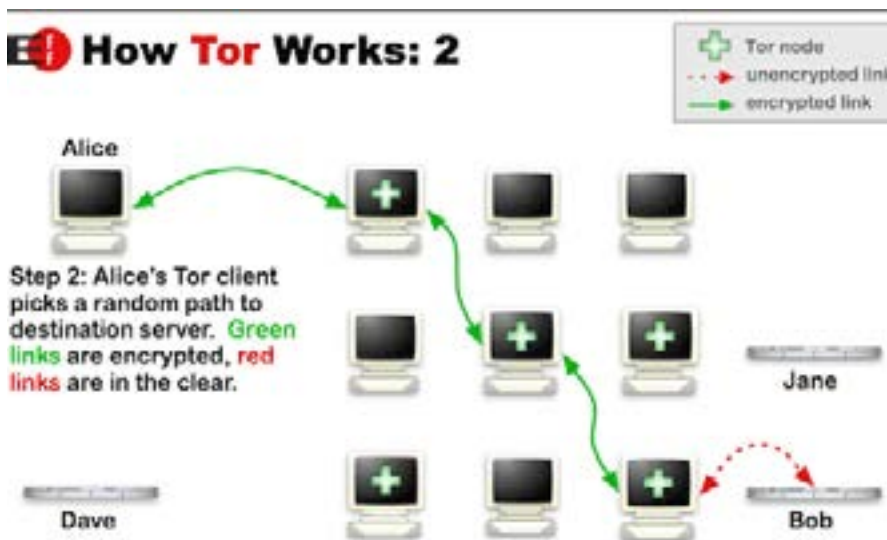 How Tor Works: 2
Tor node
unencrypted link
encrypted link
Alice
Step 2: Alice's Tor client
picks a random path to
destination server. Green
links are encrypted, red
links are in the clear.
Jane
Dave
Bob